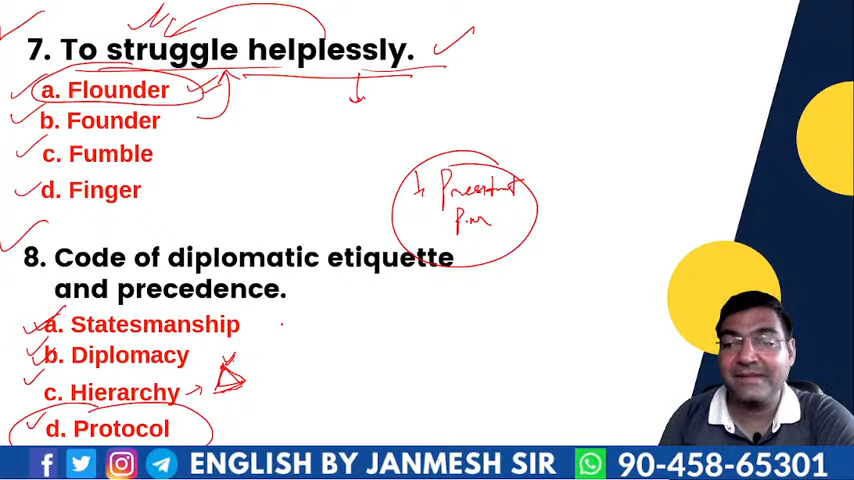 7. To struggle helplessly.
a. Flounder
b. Founder
c. Fumble
d. Finger
President
P.M
8. Code of diplomatic etiquette
and precedence.
a. Statesmanship
b. Diplomacy
c. Hierarchy
d. Protocol
ENGLISH BY JANMESH SIR 90-458-65301